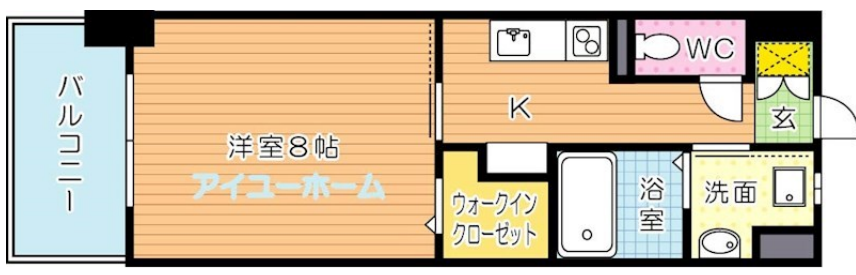 バルコニー
洋室8帖
アイユーホーム
K
WC
玄
ウォークイン
クローゼット
浴室
洗面